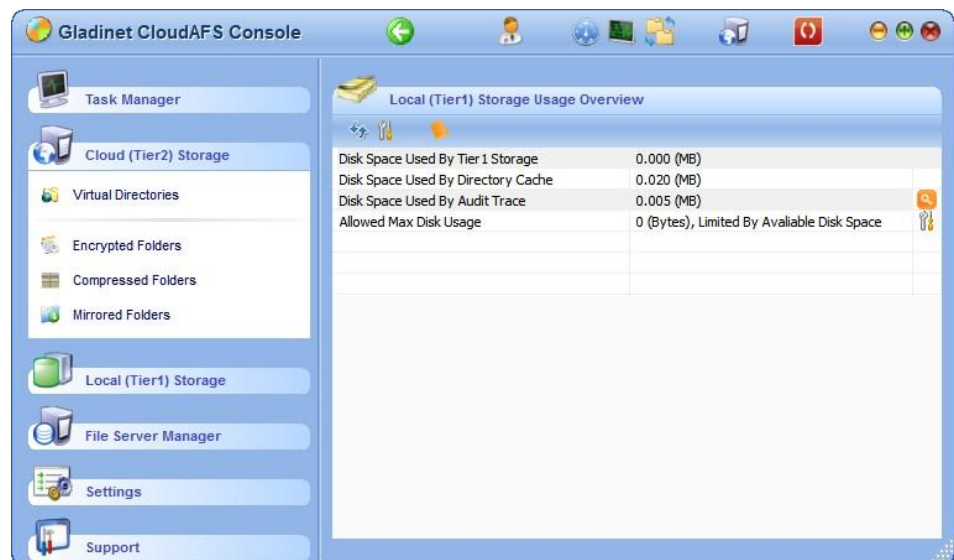 Gladinet CloudAFS Console
Task Manager
Cloud (Tier2) Storage
Virtual Directories
Encrypted Folders
Compressed Folders
Mirrored Folders
Local (Tier1) Storage
File Server Manager
Settings
Support
Local (Tier1) Storage Usage Overview
Disk Space Used By Tier1 Storage 0.000 (MB)
Disk Space Used By Directory Cache 0.020 (MB)
Disk Space Used By Audit Trace 0.005 (MB)
Allowed Max Disk Usage 0 (Bytes), Limited By Avaliable Disk Space